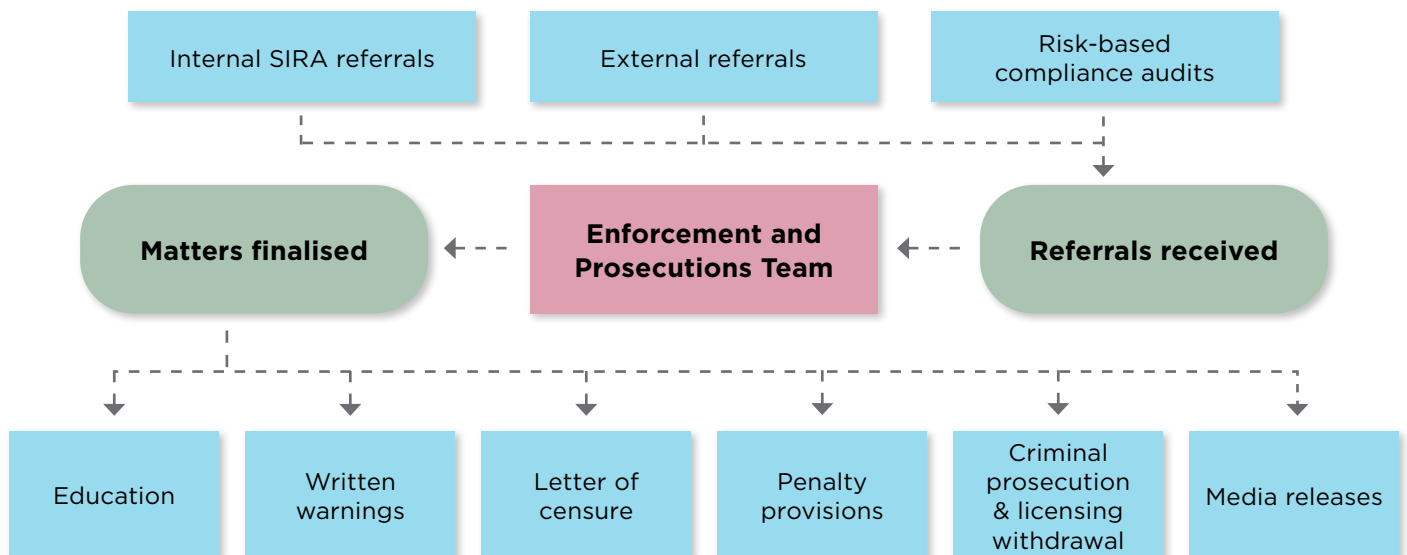 Internal SIRA referrals
External referrals
Risk-based
compliance audits
Matters finalised
Enforcement and
Prosecutions Team
Referrals received
Education
Written
warnings
Letter of
censure
Penalty
provisions
Criminal
prosecution
& licensing
withdrawal
Media releases